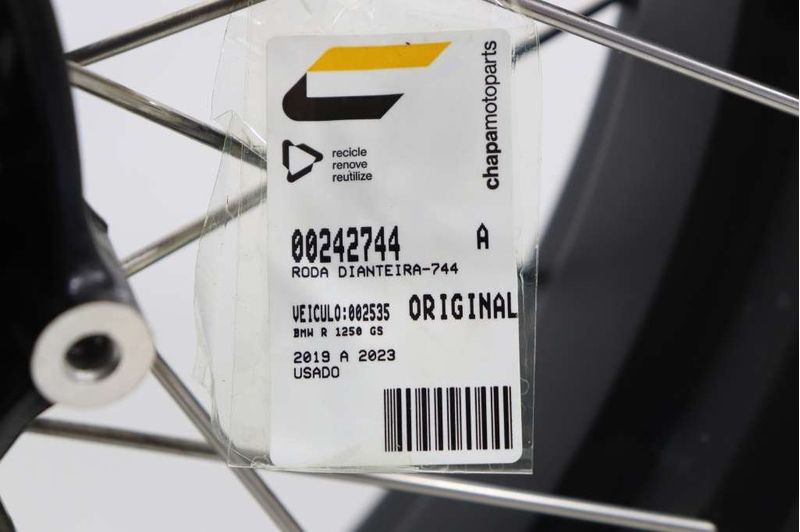 chapamotoparts
recicle
renove
reutilize
00242744 A
RODA DIANTEIRA-744
VEICULO:002535 ORIGINAL
BMW R 1250 GS
2019 A 2023
USADO